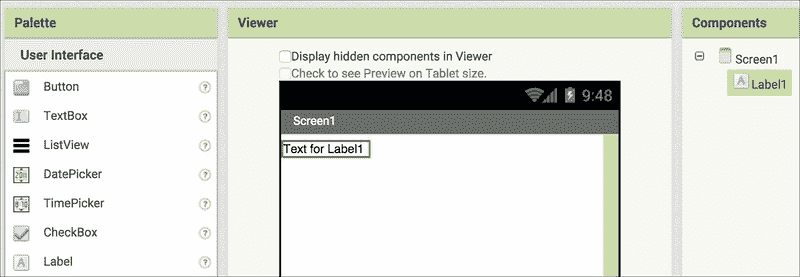 Palette
User Interface
Button
TextBox
ListView
DatePicker
TimePicker
CheckBox
Label
Viewer
Display hidden components in Viewer
Check to see Preview on Tablet size.
9:48
Screen1
Text for Label1
Components
Screen1
Label1